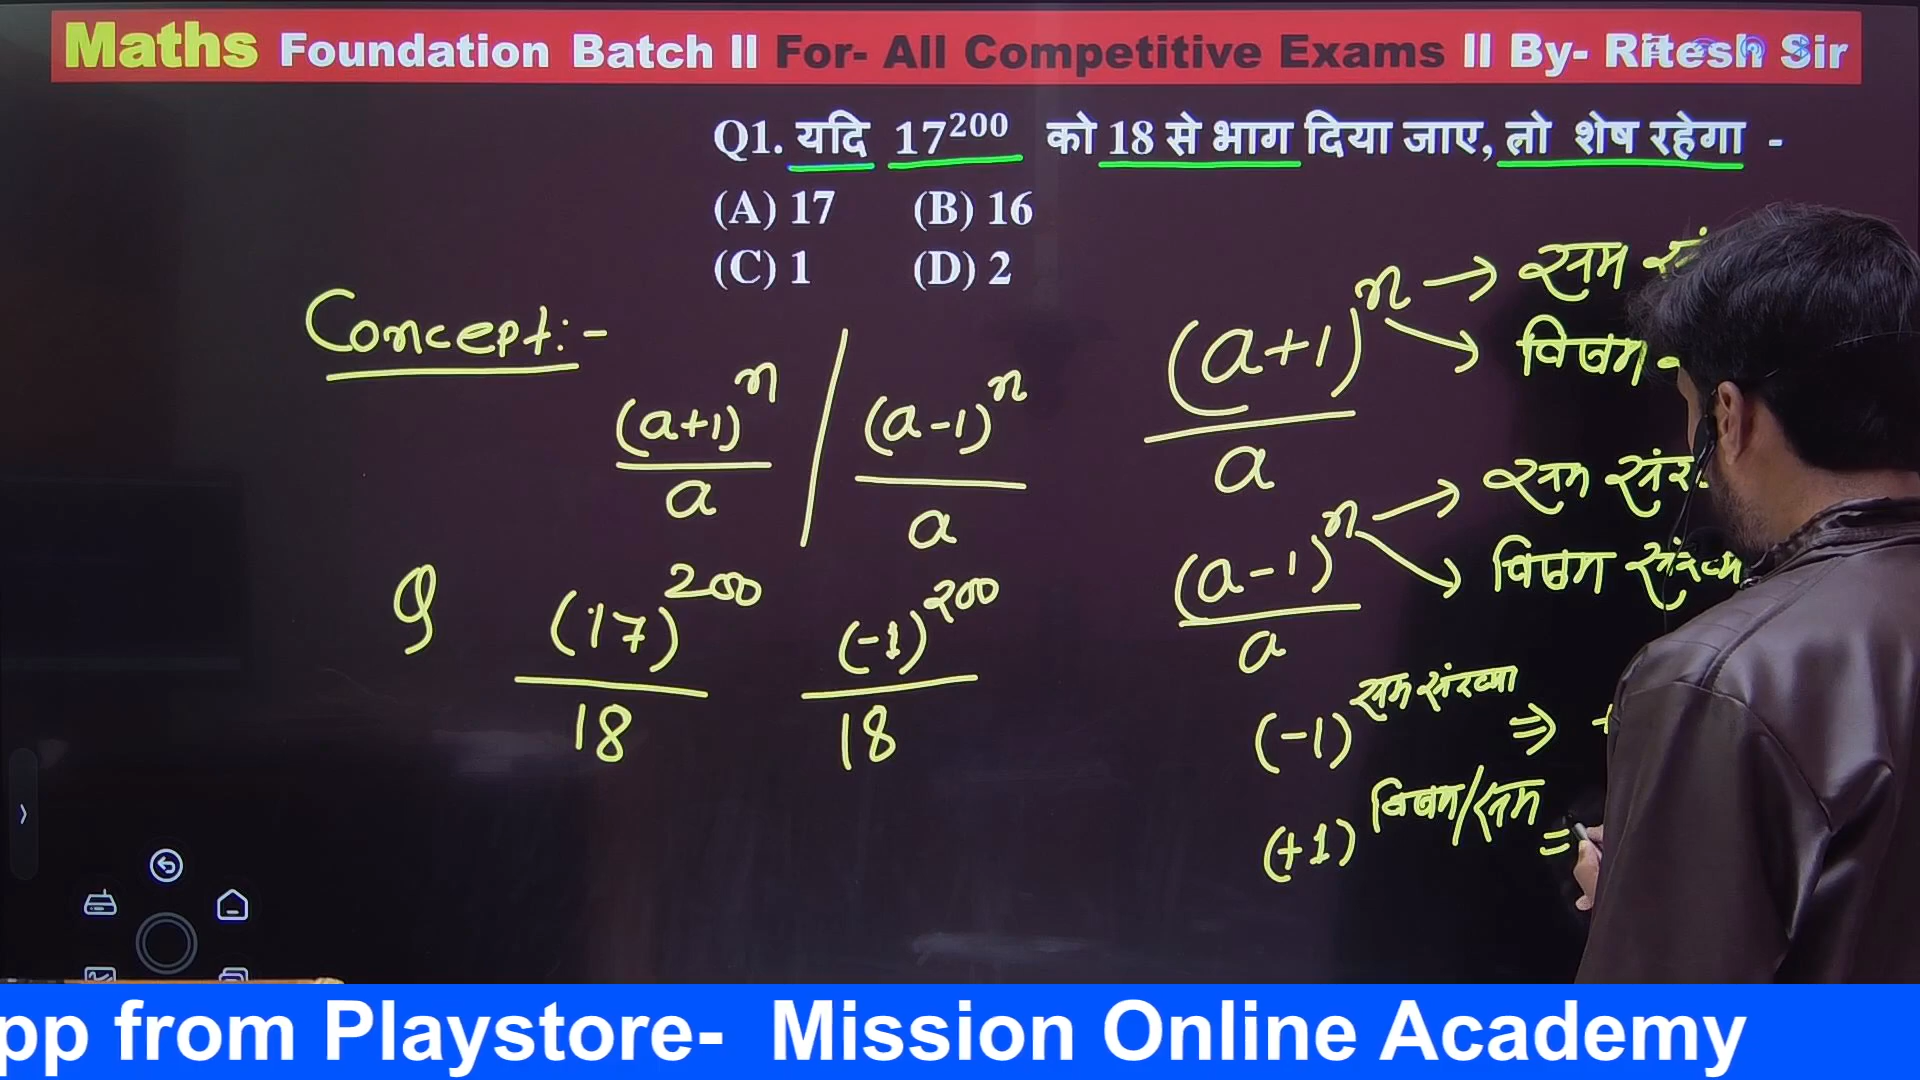 Maths Foundation Batch II For- All Competitive Exams II By- Ritesh Sir
Q1. यदि 17²⁰⁰ को 18 से भाग दिया जाए, तो शेष रहेगा -
(A) 17 (B) 16
(C) 1 (D) 2
Concept:-
(a+1)ⁿ / a
(a-1)ⁿ / a
Q (17)²⁰⁰ / 18
(-1)²⁰⁰ / 18
(a+1)ⁿ / a → सम
→ विषम
(a-1)ⁿ / a → सम
→ विषम संख्या
(-1)^सम संख्या ⇒ +
(+1)^विषम/सम =
pp from Playstore- Mission Online Academy